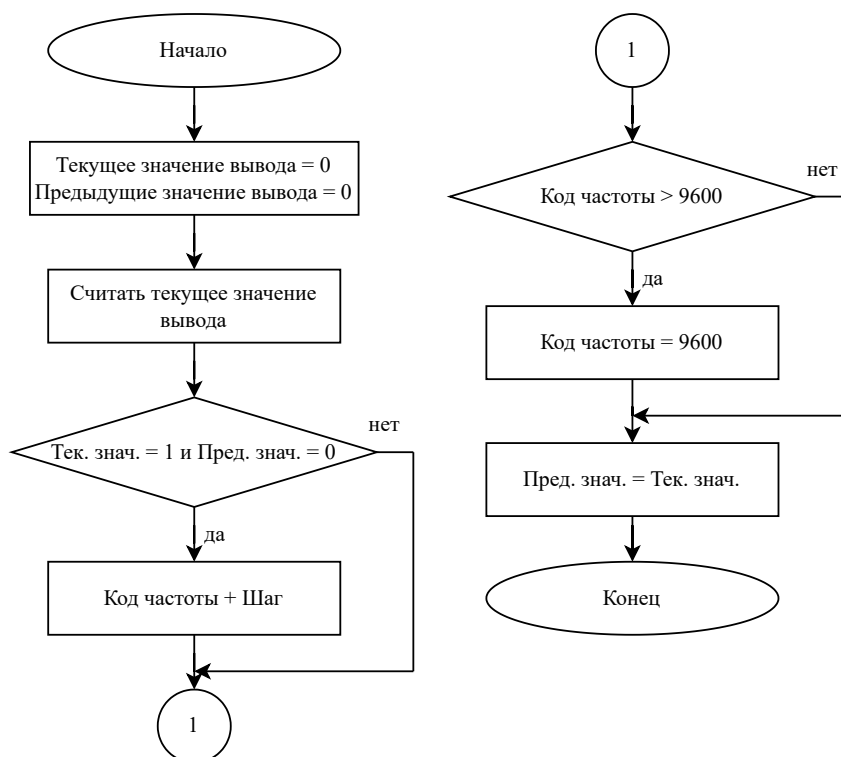 Начало
Текущее значение вывода = 0
Предыдущие значение вывода = 0
Считать текущее значение
вывода
Тек. знач. = 1 и Пред. знач. = 0
нет
да
Код частоты + Шаг
1
1
Код частоты > 9600
нет
да
Код частоты = 9600
Пред. знач. = Тек. знач.
Конец